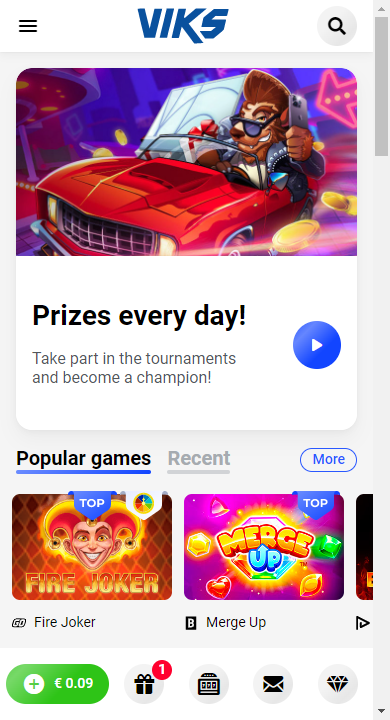 VIKS
Prizes every day!
Take part in the tournaments
and become a champion!
Popular games
Recent
More
TOP
TOP
FIRE JOKER
MERGE
UP
TM
Fire Joker
Merge Up
€ 0.09
1